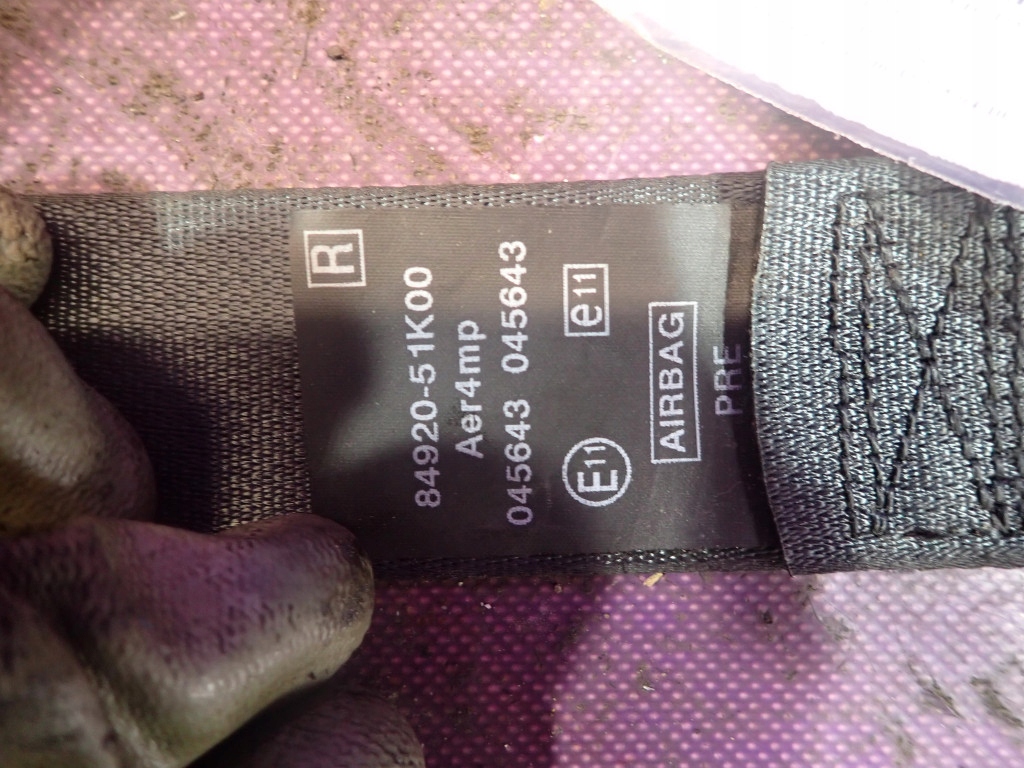 R
84920-51K00
Aer4mp
045643 045643
E11 e11
AIRBAG
PRE